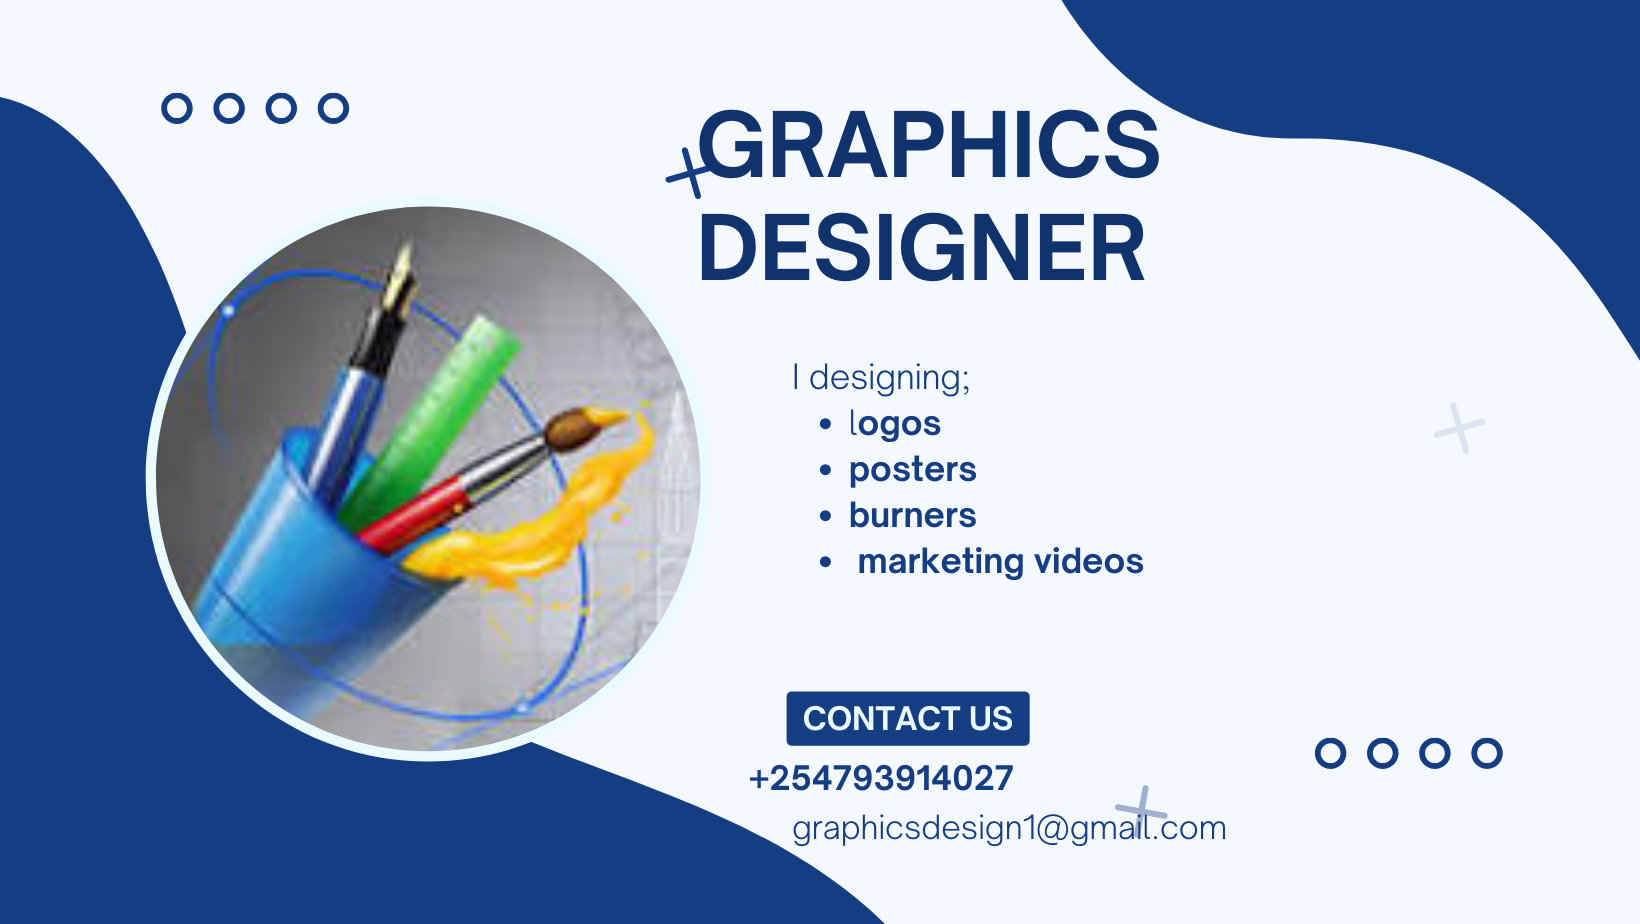 GRAPHICS
DESIGNER
I designing;
logos
posters
burners
marketing videos
CONTACT US
+254793914027
graphicsdesign1@gmail.com